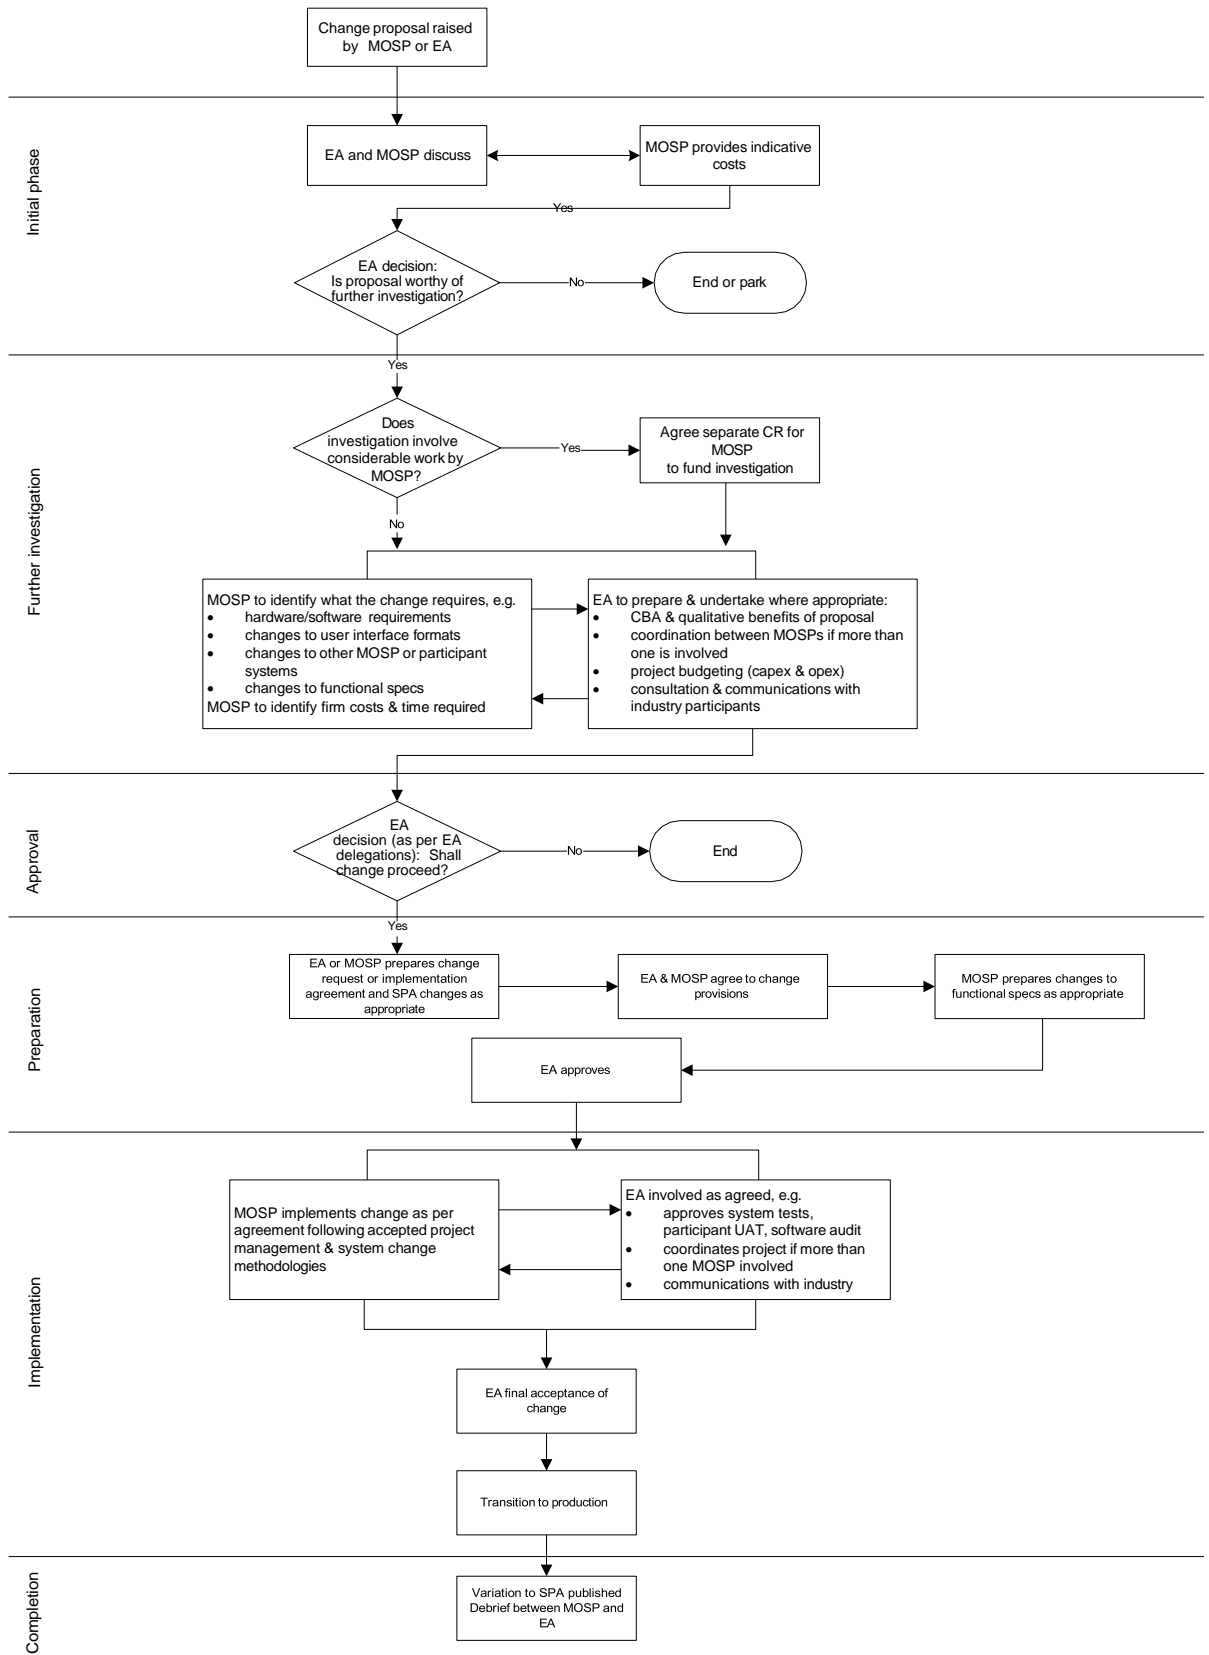 Change proposal raised
by MOSP or EA
Initial phase
EA and MOSP discuss
MOSP provides indicative
costs
Yes
EA decision:
Is proposal worthy of
further investigation?
No
End or park
Yes
Further investigation
Does
investigation involve
considerable work by
MOSP?
Yes
Agree separate CR for
MOSP
to fund investigation
No
MOSP to identify what the change requires, e.g.
• hardware/software requirements
• changes to user interface formats
• changes to other MOSP or participant
systems
• changes to functional specs
MOSP to identify firm costs & time required
EA to prepare & undertake where appropriate:
• CBA & qualitative benefits of proposal
• coordination between MOSPs if more than
one is involved
• project budgeting (capex & opex)
• consultation & communications with
industry participants
Approval
EA
decision (as per EA
delegations): Shall
change proceed?
No
End
Yes
Preparation
EA or MOSP prepares change
request or implementation
agreement and SPA changes as
appropriate
EA & MOSP agree to change
provisions
MOSP prepares changes to
functional specs as appropriate
EA approves
Implementation
MOSP implements change as per
agreement following accepted project
management & system change
methodologies
EA involved as agreed, e.g.
• approves system tests,
participant UAT, software audit
• coordinates project if more than
one MOSP involved
• communications with industry
EA final acceptance of
change
Transition to production
Completion
Variation to SPA published
Debrief between MOSP and
EA